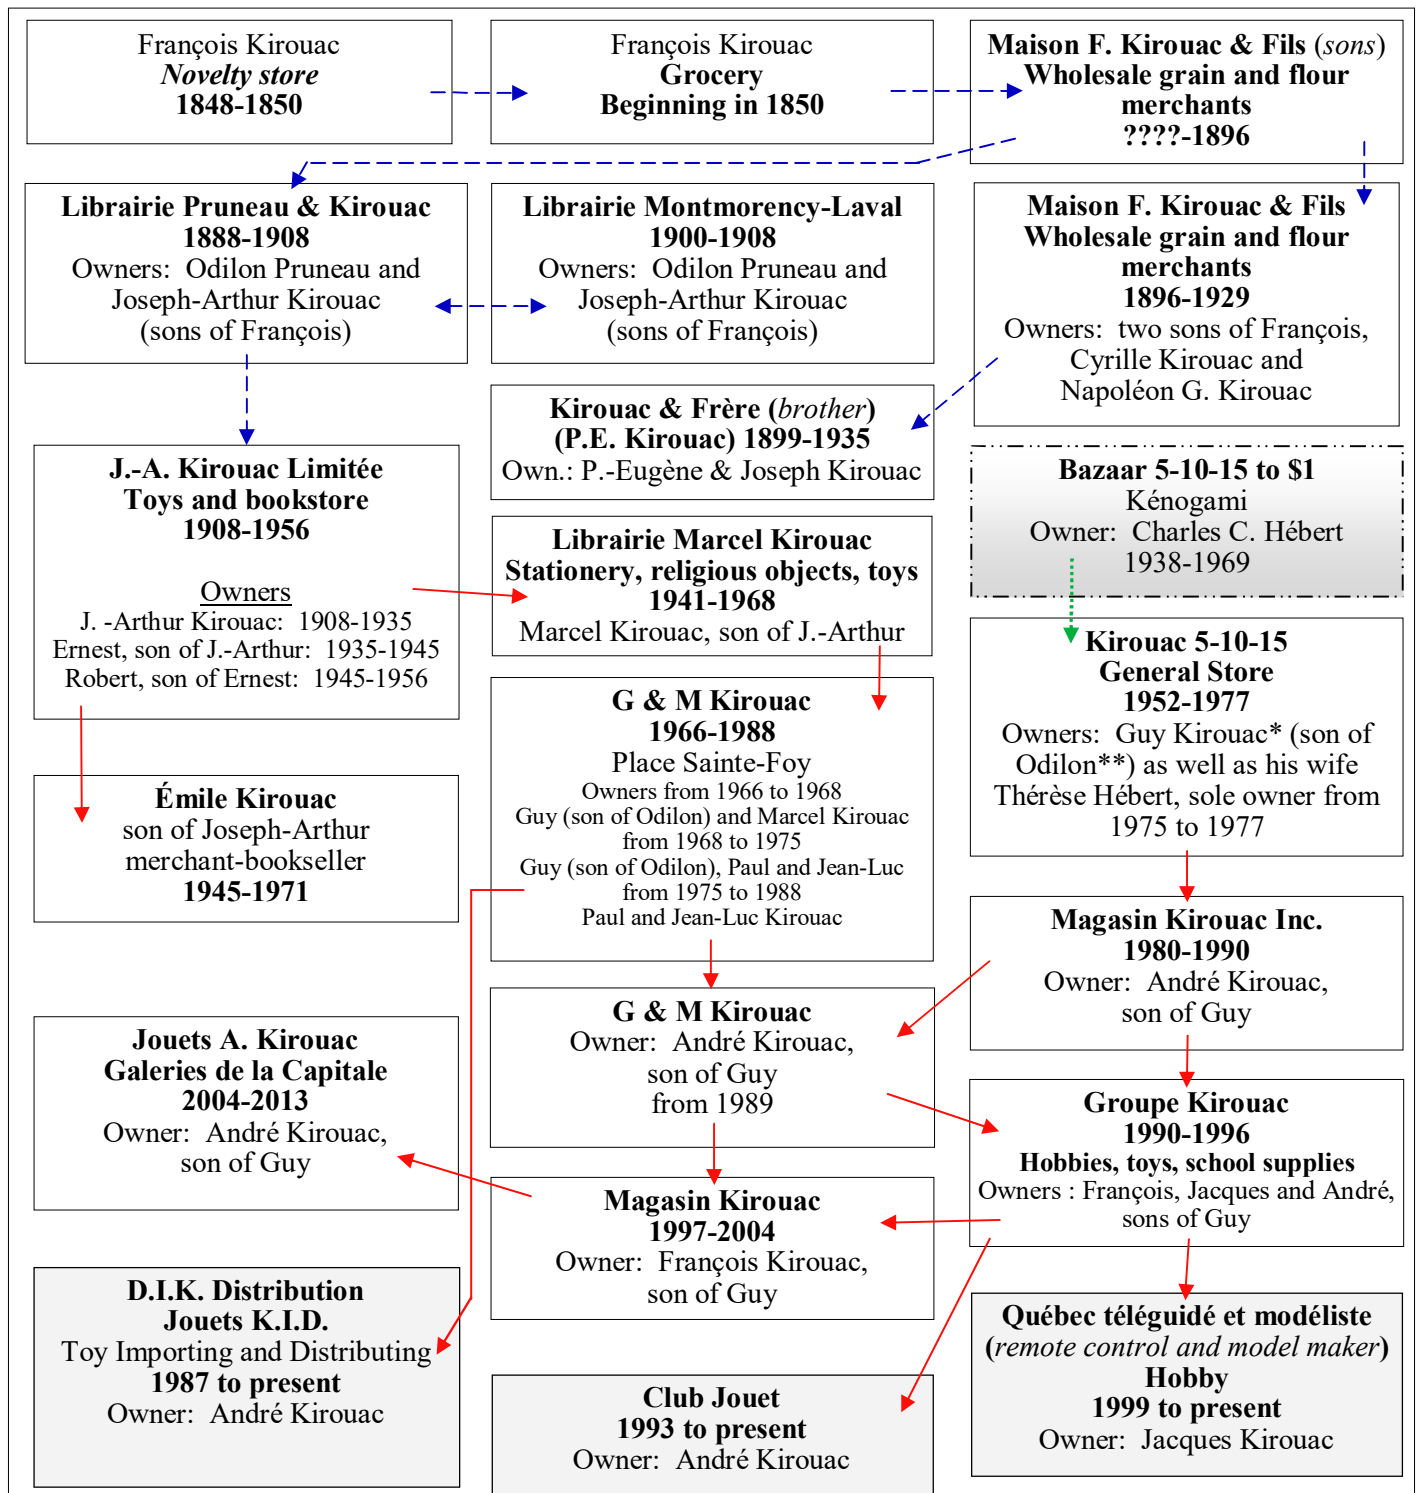 François Kirouac
Novelty store
1848-1850
François Kirouac
Grocery
Beginning in 1850
Maison F. Kirouac & Fils (sons)
Wholesale grain and flour
merchants
????-1896
Librairie Pruneau & Kirouac
1888-1908
Owners: Odilon Pruneau and
Joseph-Arthur Kirouac
(sons of François)
Librairie Montmorency-Laval
1900-1908
Owners: Odilon Pruneau and
Joseph-Arthur Kirouac
(sons of François)
Maison F. Kirouac & Fils
Wholesale grain and flour
merchants
1896-1929
Owners: two sons of François,
Cyrille Kirouac and
Napoléon G. Kirouac
Kirouac & Frère (brother)
(P.E. Kirouac) 1899-1935
Own.: P.-Eugène & Joseph Kirouac
J.-A. Kirouac Limitée
Toys and bookstore
1908-1956
Owners
J. -Arthur Kirouac: 1908-1935
Ernest, son of J.-Arthur: 1935-1945
Robert, son of Ernest: 1945-1956
Librairie Marcel Kirouac
Stationery, religious objects, toys
1941-1968
Marcel Kirouac, son of J.-Arthur
Bazaar 5-10-15 to $1
Kénogami
Owner: Charles C. Hébert
1938-1969
Kirouac 5-10-15
General Store
1952-1977
Owners: Guy Kirouac* (son of
Odilon**) as well as his wife
Thérèse Hébert, sole owner from
1975 to 1977
G & M Kirouac
1966-1988
Place Sainte-Foy
Owners from 1966 to 1968
Guy (son of Odilon) and Marcel Kirouac
from 1968 to 1975
Guy (son of Odilon), Paul and Jean-Luc
from 1975 to 1988
Paul and Jean-Luc Kirouac
Émile Kirouac
son of Joseph-Arthur
merchant-bookseller
1945-1971
Magasin Kirouac Inc.
1980-1990
Owner: André Kirouac,
son of Guy
G & M Kirouac
Owner: André Kirouac,
son of Guy
from 1989
Jouets A. Kirouac
Galeries de la Capitale
2004-2013
Owner: André Kirouac,
son of Guy
Groupe Kirouac
1990-1996
Hobbies, toys, school supplies
Owners : François, Jacques and André,
sons of Guy
Magasin Kirouac
1997-2004
Owner: François Kirouac,
son of Guy
D.I.K. Distribution
Jouets K.I.D.
Toy Importing and Distributing
1987 to present
Owner: André Kirouac
Club Jouet
1993 to present
Owner: André Kirouac
Québec téléguidé et modéliste
(remote control and model maker)
Hobby
1999 to present
Owner: Jacques Kirouac